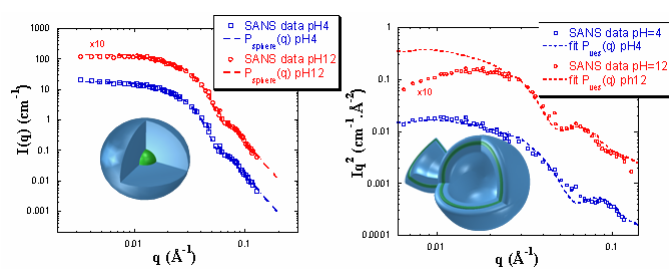 SANS data pH4
P_sphere(q) pH4
SANS data pH12
P_sphere(q) pH12
x10
1000
100
10
1
0.1
0.01
0.001
I(g) (cm⁻¹)
0.01
0.1
q (Å⁻¹)
SANS data pH=4
fit P_ves(q) pH4
SANS data pH=12
fit P_ves(q) ph12
x10
1
0.1
0.01
0.001
0.0001
Iq² (cm⁻¹.Å²)
0.01
0.1
q (Å⁻¹)